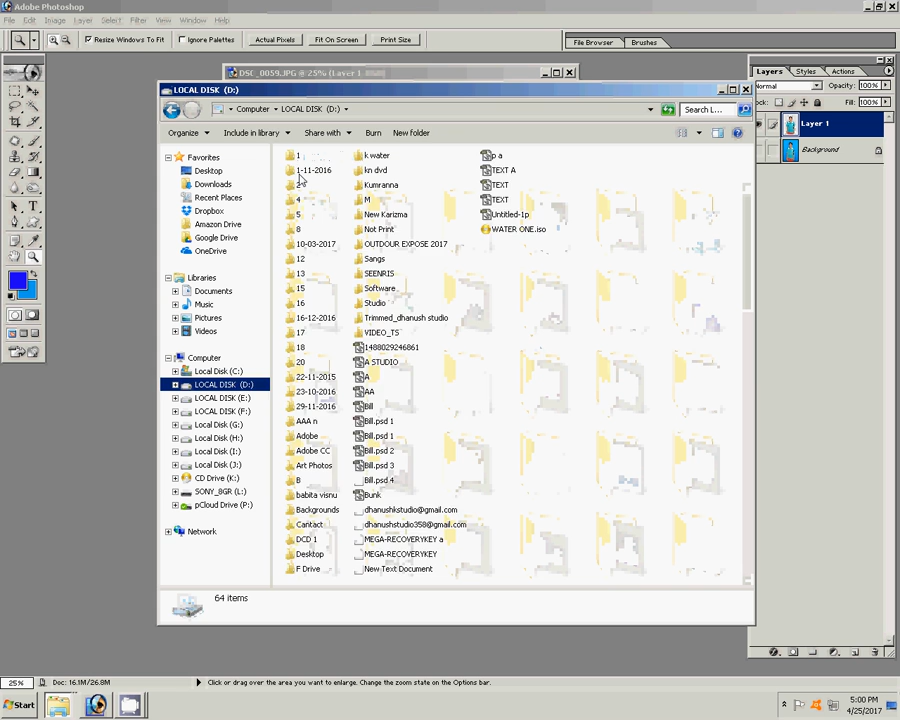 Adobe Photoshop
File Edit Image Layer Select Filter View Window Help
Resize Windows To Fit Ignore Palettes Actual Pixels Fit On Screen Print Size File Browser Brushes
DSC_0059.JPG @ 25% (Layer 1
LOCAL DISK (D:)
Computer LOCAL DISK (D:) Search L...
Organize Include in library Share with Burn New folder
Favorites
Desktop
Downloads
Recent Places
Dropbox
Amazon Drive
Google Drive
OneDrive
Libraries
Documents
Music
Pictures
Videos
Computer
Local Disk (C:)
LOCAL DISK (D:)
LOCAL DISK (E:)
LOCAL DISK (F:)
Local Disk (G:)
Local Disk (H:)
Local Disk (I:)
Local Disk (J:)
CD Drive (K:)
SONY_8GR (L:)
pCloud Drive (P:)
Network
1
1-11-2016
4
5
8
10-03-2017
12
13
15
16
16-12-2016
17
18
20
22-11-2015
23-10-2016
29-11-2016
AAA n
Adobe
Adobe CC
Art Photos
B
babita visnu
Backgrounds
Cantact
DCD 1
Desktop
F Drive
k water
kn dvd
Kumranna
M
New Karizma
Not Print
OUTDOUR EXPOSE 2017
Sangs
SEENRIS
Software
Studio
Trimmed_dhanush studio
VIDEO_TS
1488029246861
A STUDIO
A
AA
Bill
Bill.psd 1
Bill.psd 1
Bill.psd 2
Bill.psd 3
Bill.psd 4
Bunk
dhanushkstudio@gmail.com
dhanushstudio358@gmail.com
MEGA-RECOVERYKEY a
MEGA-RECOVERYKEY
New Text Document
p a
TEXT A
TEXT
TEXT
Untitled-1p
WATER ONE.iso
64 items
Layers Styles Actions
Normal Opacity: 100%
Lock: Fill: 100%
Layer 1
Background
25% Doc: 16.1M/26.8M Click or drag over the area you want to enlarge. Change the zoom state on the Options bar.
Start
5:00 PM
4/25/2017